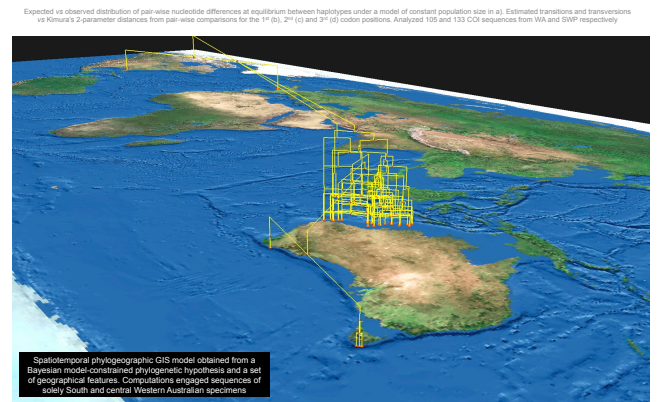 Expected vs observed distribution of pair-wise nucleotide differences at equilibrium between haplotypes under a model of constant population size in a). Estimated transitions and transversions
vs Kimura's 2-parameter distances from pair-wise comparisons for the 1st (b), 2nd (c) and 3rd (d) codon positions. Analyzed 105 and 133 COI sequences from WA and SWP respectively
Spatiotemporal phylogeographic GIS model obtained from a
Bayesian model-constrained phylogenetic hypothesis and a set
of geographical features. Computations engaged sequences of
solely South and central Western Australian specimens